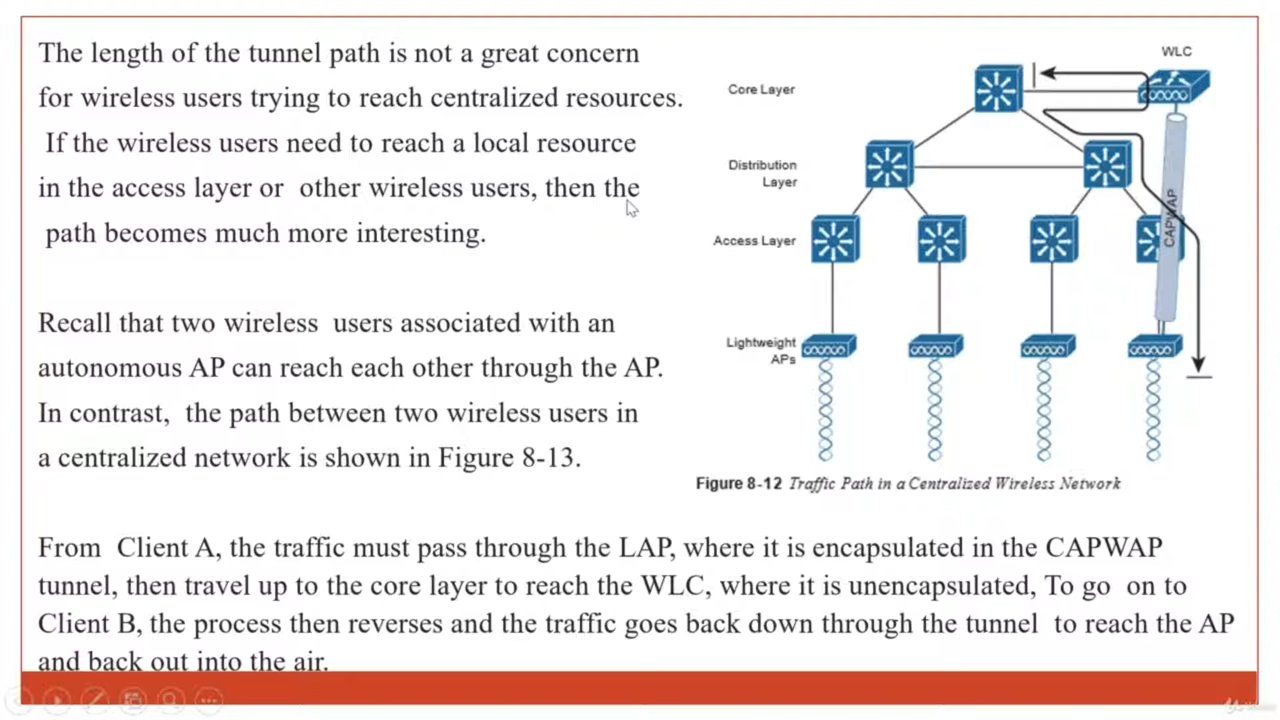 The length of the tunnel path is not a great concern
for wireless users trying to reach centralized resources.
If the wireless users need to reach a local resource
in the access layer or other wireless users, then the
path becomes much more interesting.
Recall that two wireless users associated with an
autonomous AP can reach each other through the AP.
In contrast, the path between two wireless users in
a centralized network is shown in Figure 8-13.
WLC
Core Layer
Distribution
Layer
CAPWAP
Access Layer
Lightweight
APs
Figure 8-12 Traffic Path in a Centralized Wireless Network
From Client A, the traffic must pass through the LAP, where it is encapsulated in the CAPWAP
tunnel, then travel up to the core layer to reach the WLC, where it is unencapsulated, To go on to
Client B, the process then reverses and the traffic goes back down through the tunnel to reach the AP
and back out into the air.